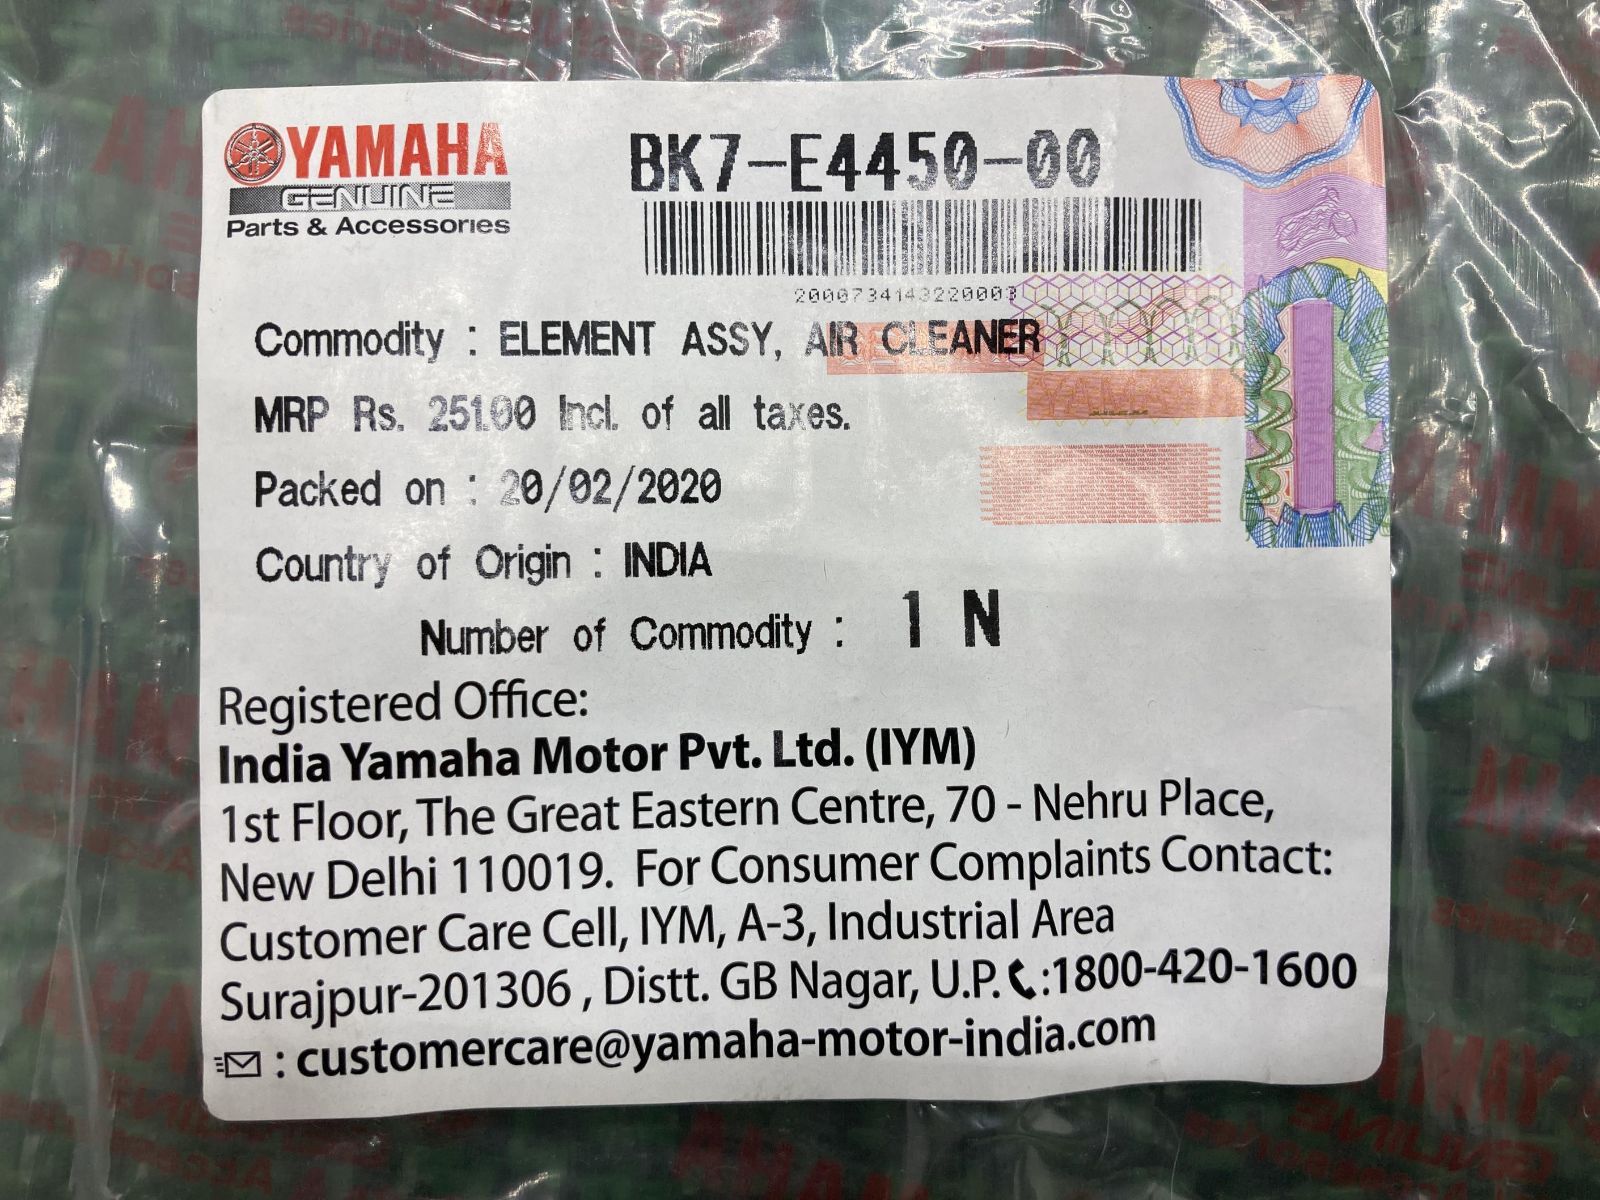 YAMAHA
GENUINE
Parts & Accessories
BK7-E4450-00
2000734143220003
Commodity : ELEMENT ASSY, AIR CLEANER
MRP Rs. 251.00 Incl. of all taxes.
Packed on : 20/02/2020
Country of Origin : INDIA
Number of Commodity : 1 N
Registered Office:
India Yamaha Motor Pvt. Ltd. (IYM)
1st Floor, The Great Eastern Centre, 70 - Nehru Place,
New Delhi 110019. For Consumer Complaints Contact:
Customer Care Cell, IYM, A-3, Industrial Area
Surajpur-201306 , Distt. GB Nagar, U.P. :1800-420-1600
: customercare@yamaha-motor-india.com